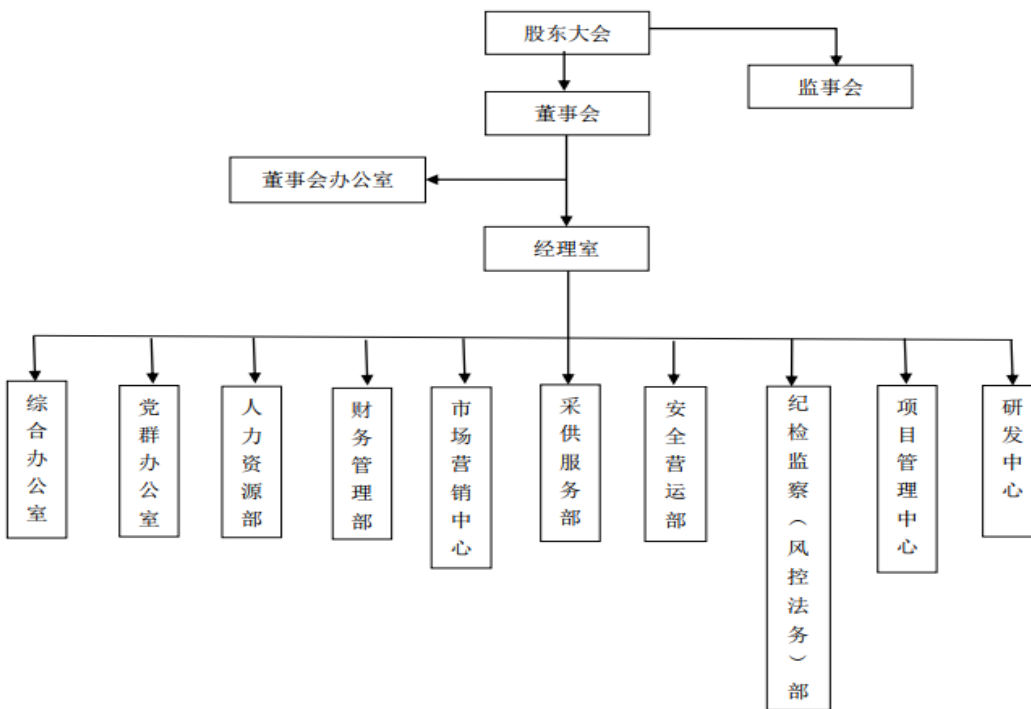 股东大会
监事会
董事会
董事会办公室
经理室
综合办公室
党群办公室
人力资源部
财务管理部
市场营销中心
采供服务部
安全营运部
纪检监察（风控法务）部
项目管理中心
研发中心